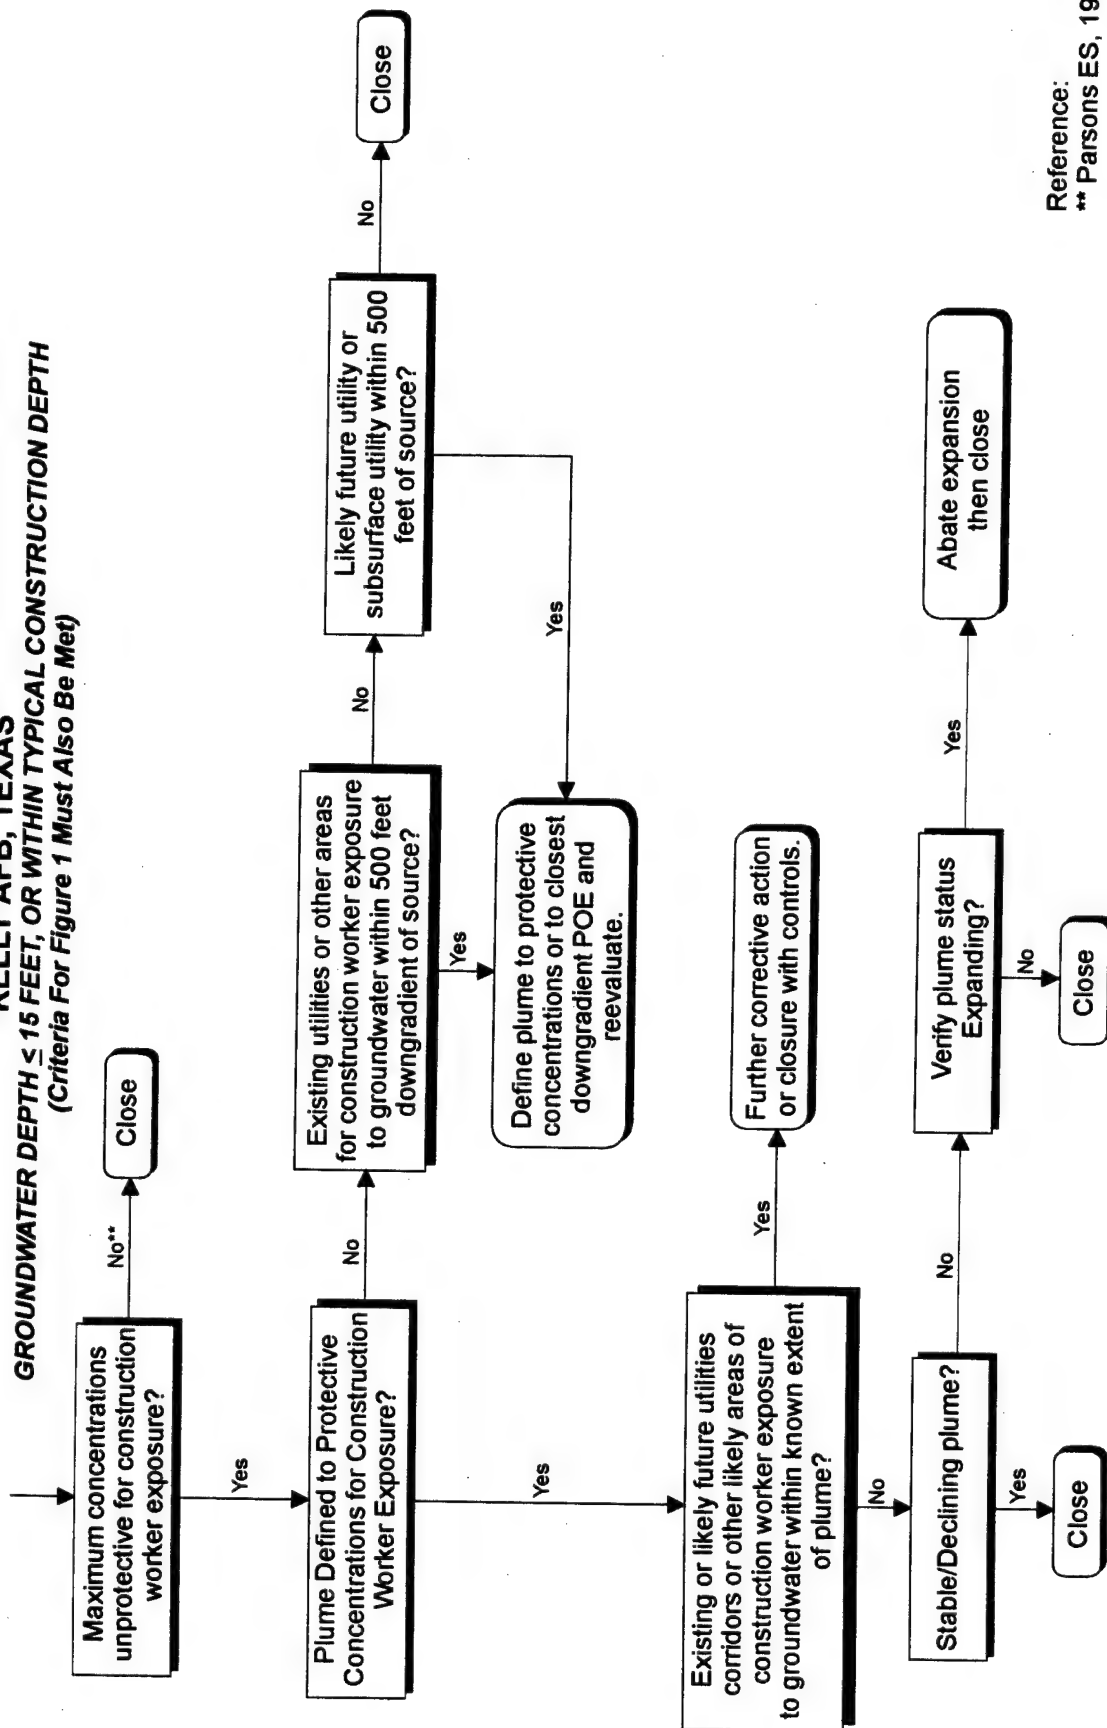 KELLY AFB, TEXAS
GROUNDWATER DEPTH ≤ 15 FEET, OR WITHIN TYPICAL CONSTRUCTION DEPTH
(Criteria For Figure 1 Must Also Be Met)
Maximum concentrations
unprotective for construction
worker exposure?
No**
Close
Yes
Plume Defined to Protective
Concentrations for Construction
Worker Exposure?
No
Existing utilities or other areas
for construction worker exposure
to groundwater within 500 feet
downgradient of source?
No
Likely future utility or
subsurface utility within 500
feet of source?
No
Close
Yes
Yes
Define plume to protective
concentrations or to closest
downgradient POE and
reevaluate.
Yes
Existing or likely future utilities
corridors or other likely areas of
construction worker exposure
to groundwater within known extent
of plume?
Yes
Further corrective action
or closure with controls.
No
Stable/Declining plume?
No
Verify plume status
Expanding?
Yes
Abate expansion
then close
Yes
Close
No
Close
Reference:
** Parsons ES, 19